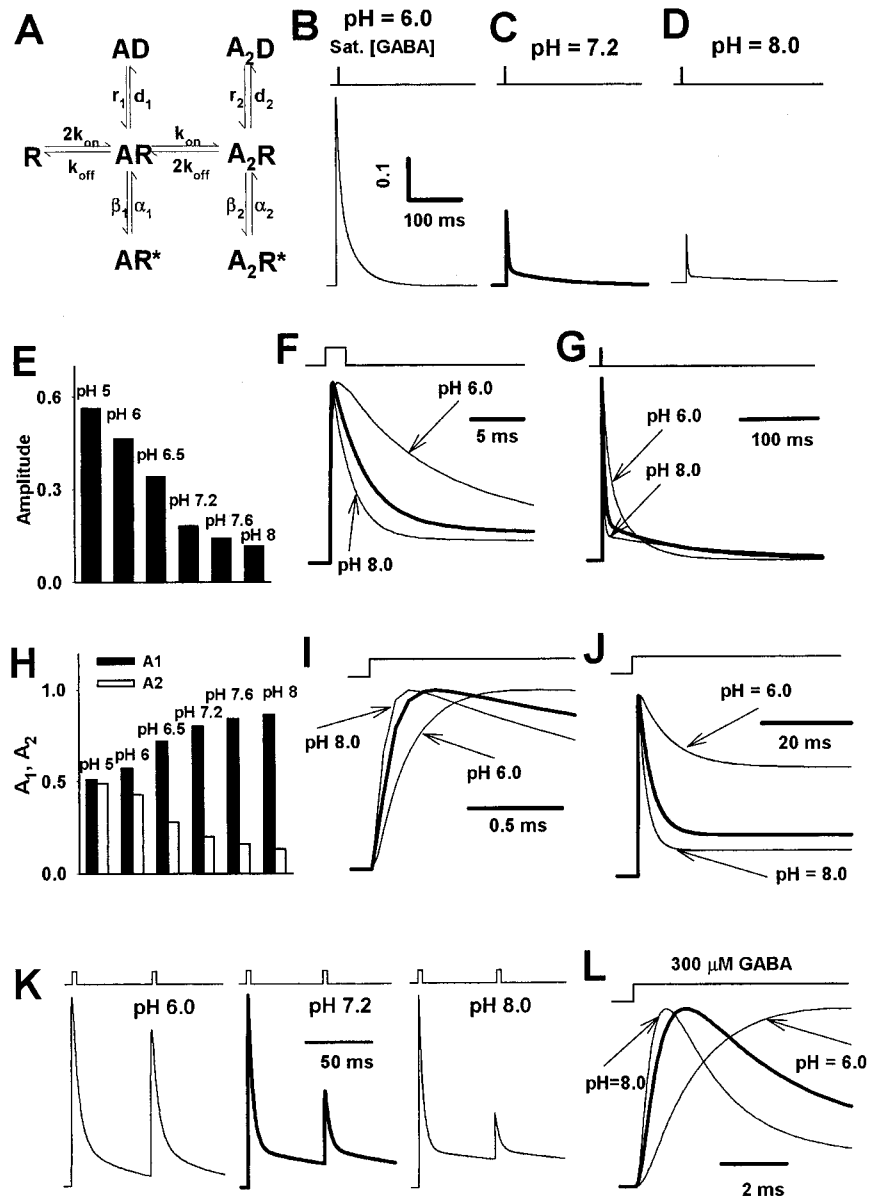 A
AD
A₂D
r₁ d₁
r₂ d₂
2k_on
k_on
R
AR
A₂R
k_off
2k_off
β₁ α₁
β₂ α₂
AR*
A₂R*
B
pH = 6.0
Sat. [GABA]
C
pH = 7.2
D
pH = 8.0
0.1
100 ms
E
Amplitude
0.6
0.3
0.0
pH 5
pH 6
pH 6.5
pH 7.2
pH 7.6
pH 8
F
pH 6.0
5 ms
pH 8.0
G
pH 6.0
100 ms
pH 8.0
H
A1
A2
A₁, A₂
1.0
0.5
0.0
pH 5
pH 6
pH 6.5
pH 7.2
pH 7.6
pH 8
I
pH 8.0
pH 6.0
0.5 ms
J
pH = 6.0
20 ms
pH = 8.0
K
pH 6.0
pH 7.2
pH 8.0
50 ms
L
300 μM GABA
pH=8.0
pH = 6.0
2 ms